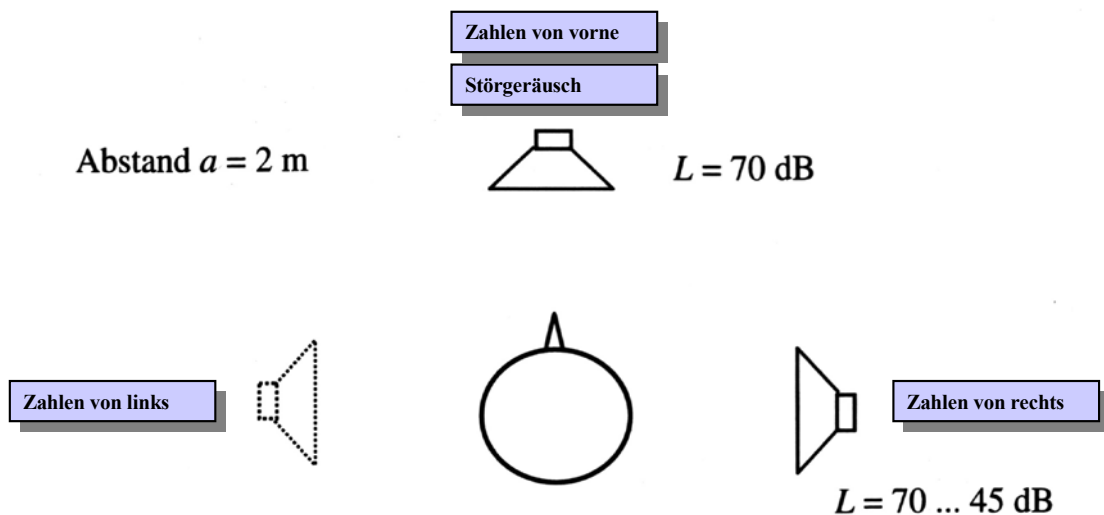 Zahlen von vorne
Störgeräusch
Abstand a = 2 m
L = 70 dB
Zahlen von links
Zahlen von rechts
L = 70 ... 45 dB